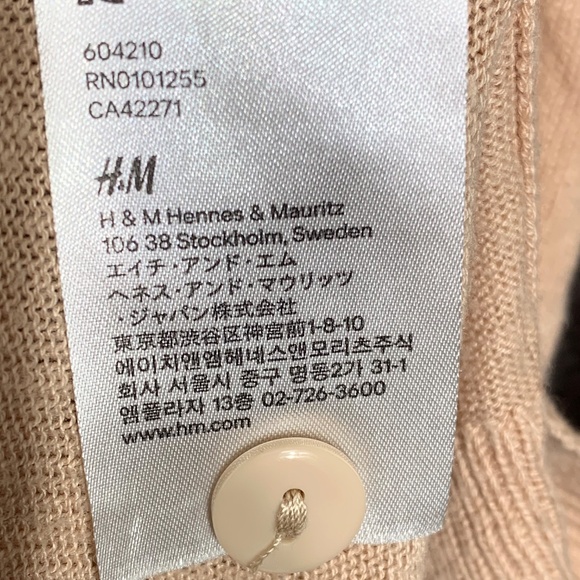 604210
RN0101255
CA42271
H&M
H & M Hennes & Mauritz
106 38 Stockholm, Sweden
エイチ・アンド・エム
ヘネス・アンド・マウリッツ
・ジャパン株式会社
東京都渋谷区神宮前1-8-10
에이치앤엠헤네스앤모리츠주식
회사 서울시 중구 명동2가 31-1
엠플라자 13층 02-726-3600
www.hm.com